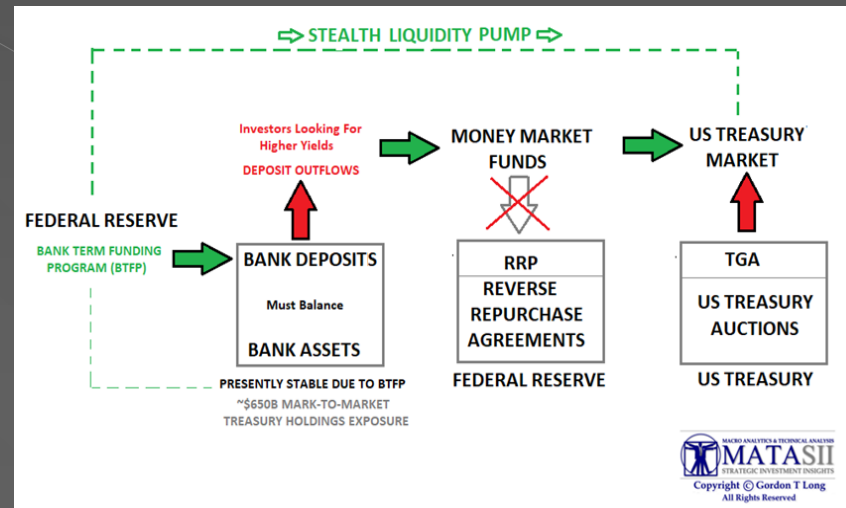 STEALTH LIQUIDITY PUMP
Investors Looking For
Higher Yields
DEPOSIT OUTFLOWS
MONEY MARKET
FUNDS
US TREASURY
MARKET
FEDERAL RESERVE
BANK TERM FUNDING
PROGRAM (BTFP)
BANK DEPOSITS
Must Balance
BANK ASSETS
PRESENTLY STABLE DUE TO BTFP
~$650B MARK-TO-MARKET
TREASURY HOLDINGS EXPOSURE
RRP
REVERSE
REPURCHASE
AGREEMENTS
FEDERAL RESERVE
TGA
US TREASURY
AUCTIONS
US TREASURY
MACRO ANALYTICS & TECHNICAL ANALYSIS
MATASII
STRATEGIC INVESTMENT INSIGHTS
Copyright © Gordon T Long
All Rights Reserved